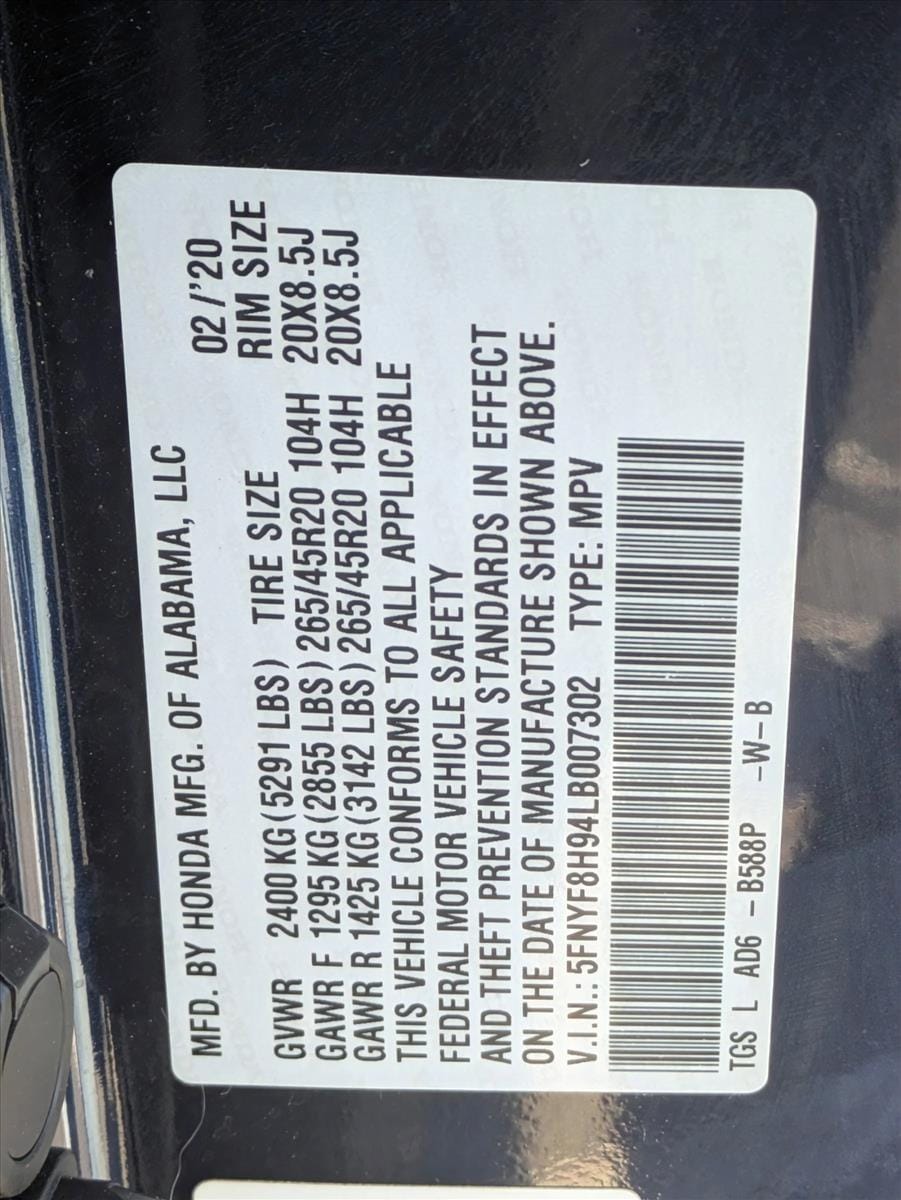 MFD. BY HONDA MFG. OF ALABAMA, LLC 02/'20
GVWR 2400 KG(5291 LBS) TIRE SIZE RIM SIZE
GAWR F 1295 KG(2855 LBS) 265/45R20 104H 20X8.5J
GAWR R 1425 KG(3142 LBS) 265/45R20 104H 20X8.5J
THIS VEHICLE CONFORMS TO ALL APPLICABLE
FEDERAL MOTOR VEHICLE SAFETY
AND THEFT PREVENTION STANDARDS IN EFFECT
ON THE DATE OF MANUFACTURE SHOWN ABOVE.
V.I.N.: 5FNYF8H94LB007302 TYPE: MPV
TGS L AD6 -B588P -W-B